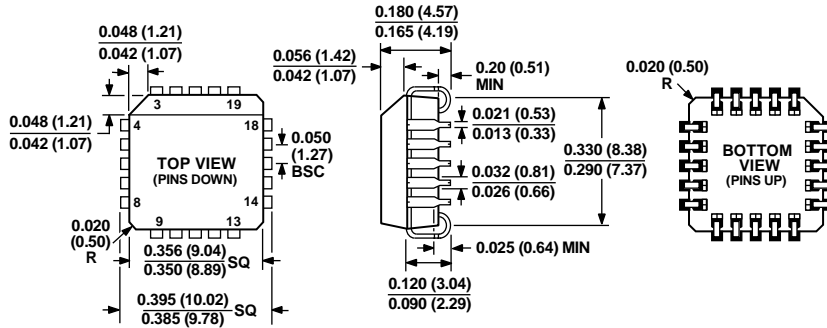 0.048 (1.21)
0.042 (1.07)
0.048 (1.21)
0.042 (1.07)
3
19
4
18
0.050
(1.27)
BSC
TOP VIEW
(PINS DOWN)
8
14
9
13
0.020
(0.50)
R
0.356 (9.04)
0.350 (8.89)
SQ
0.395 (10.02)
0.385 (9.78)
SQ
0.180 (4.57)
0.165 (4.19)
0.056 (1.42)
0.042 (1.07)
0.20 (0.51)
MIN
0.021 (0.53)
0.013 (0.33)
0.032 (0.81)
0.026 (0.66)
0.330 (8.38)
0.290 (7.37)
0.025 (0.64) MIN
0.120 (3.04)
0.090 (2.29)
0.020 (0.50)
R
BOTTOM
VIEW
(PINS UP)